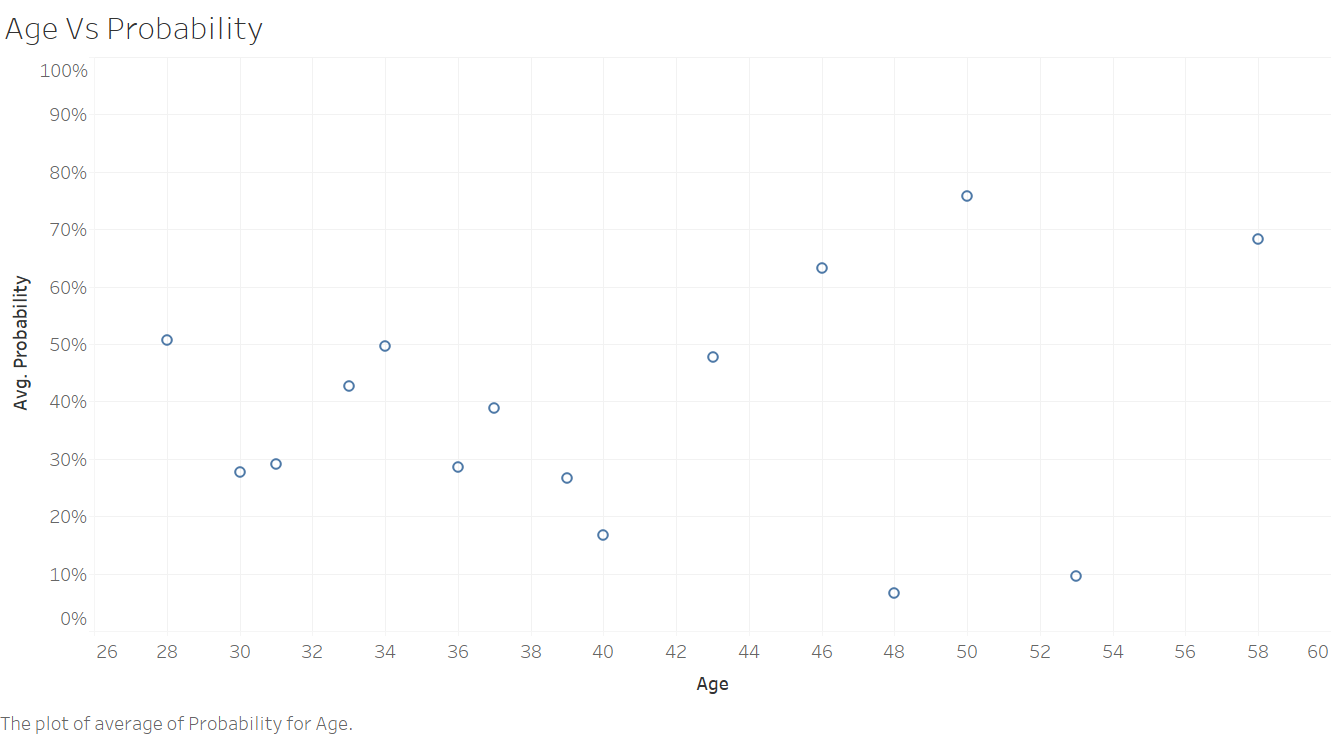 Age Vs Probability
100%
90%
80%
70%
60%
50%
40%
30%
20%
10%
0%
Avg. Probability
26 28 30 32 34 36 38 40 42 44 46 48 50 52 54 56 58 60
Age
The plot of average of Probability for Age.